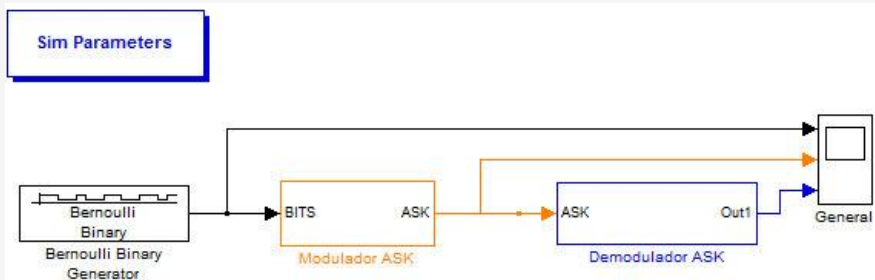 Sim Parameters
Bernoulli
Binary
Bernoulli Binary
Generator
BITS
ASK
Modulador ASK
ASK
Out1
Demodulador ASK
General